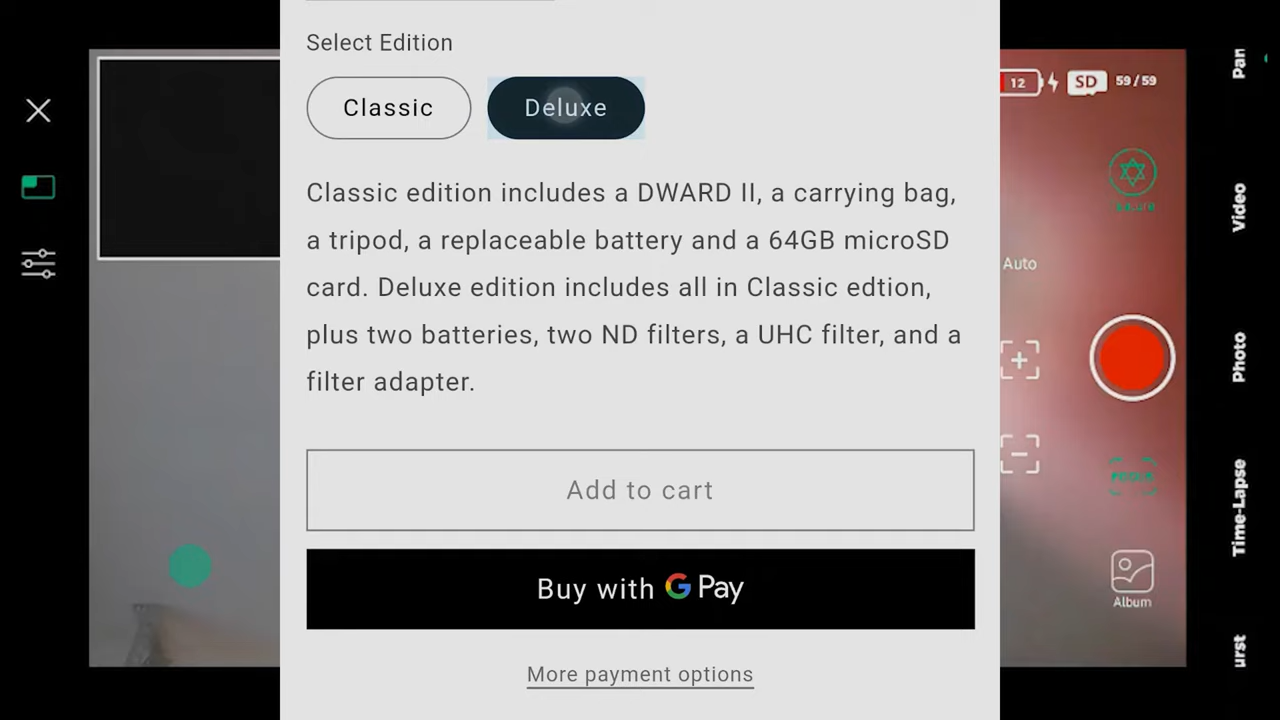 Select Edition
Classic
Deluxe
Classic edition includes a DWARD II, a carrying bag,
a tripod, a replaceable battery and a 64GB microSD
card. Deluxe edition includes all in Classic edtion,
plus two batteries, two ND filters, a UHC filter, and a
filter adapter.
Add to cart
Buy with G Pay
More payment options
12
SD
59/59
Auto
Album
Video
Photo
Time-Lapse